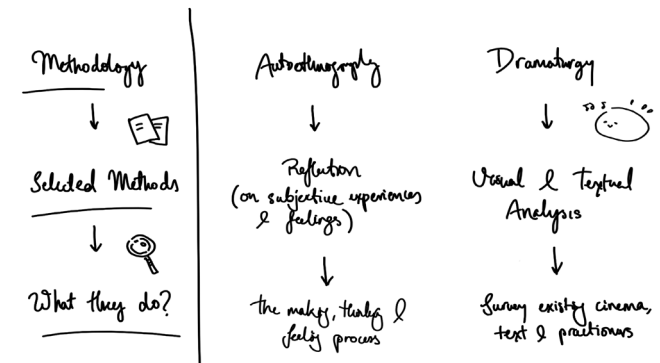 Methodology
Selected Methods
What they do?
Autoethnography
Reflection
(on subjective experiences
& feelings)
The making, thinking &
feeling process
Dramaturgy
Visual & Textual
Analysis
Survey existing cinema,
text & practioners